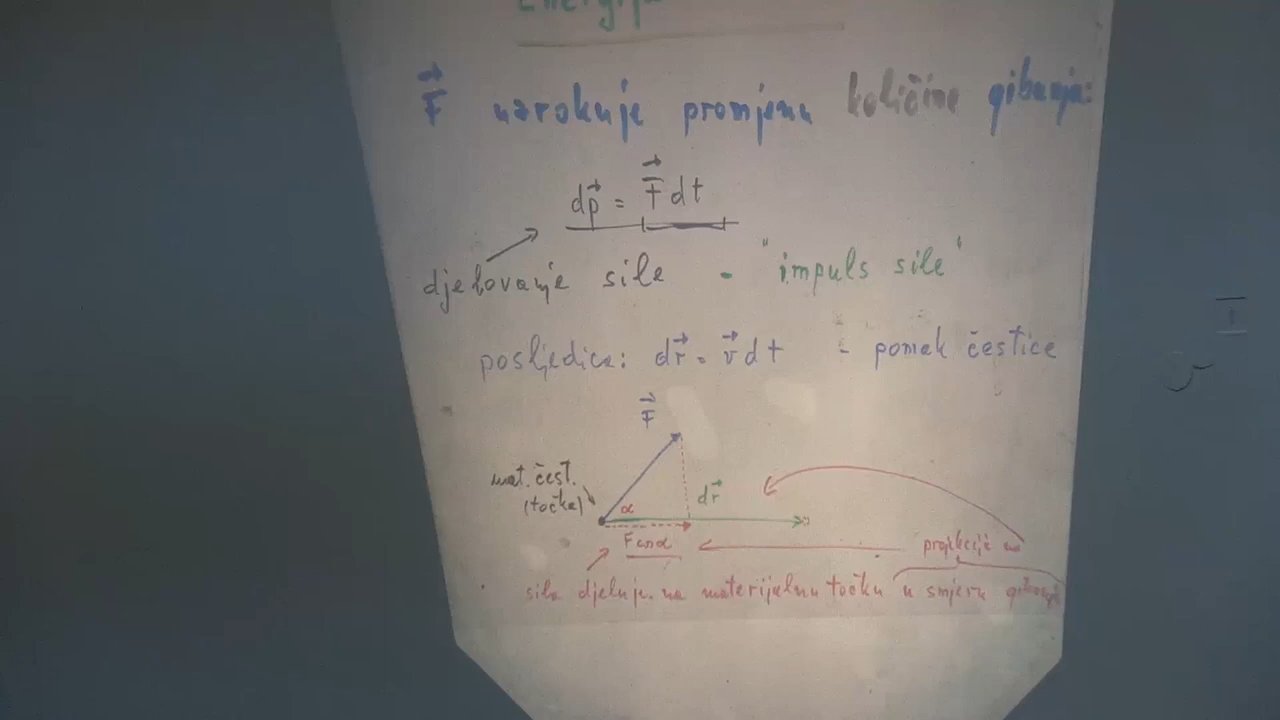 Energija
F⃗ uzrokuje promjenu količine gibanja:
dp⃗ = F⃗ dt
djelovanje sile - "impuls sile"
posljedica: dr⃗ = v⃗ dt - pomak čestice
F⃗
mat. čest.
(točka)
α
dr⃗
F cos α
projekcija na
sila djeluje na materijalnu točku u smjeru gibanja